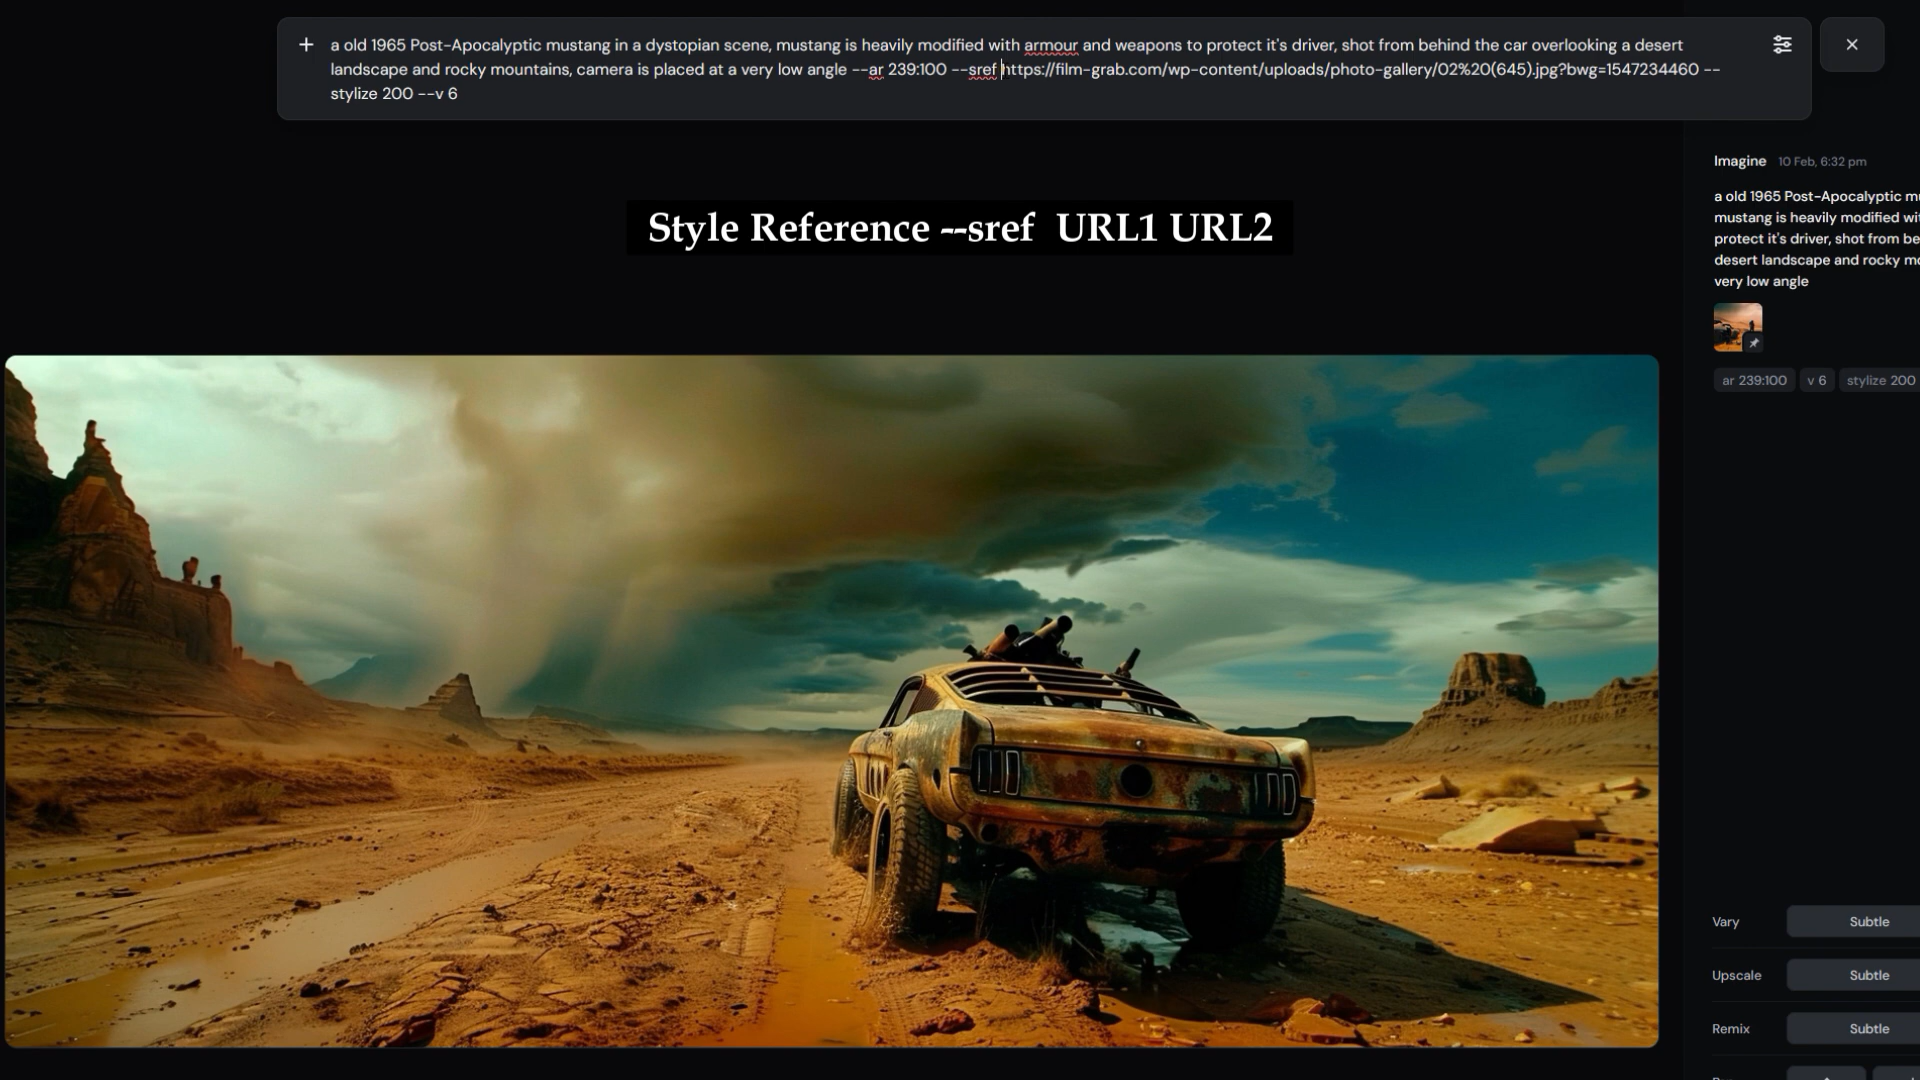 a old 1965 Post-Apocalyptic mustang in a dystopian scene, mustang is heavily modified with armour and weapons to protect it's driver, shot from behind the car overlooking a desert
landscape and rocky mountains, camera is placed at a very low angle --ar 239:100 --sref https://film-grab.com/wp-content/uploads/photo-gallery/02%20(645).jpg?bwg=1547234460 --
stylize 200 --v 6
Style Reference --sref URL1 URL2
Imagine 10 Feb, 6:32 pm
a old 1965 Post-Apocalyptic
mustang is heavily modified
protect it's driver, shot from
desert landscape and rocky
very low angle
ar 239:100 v 6 stylize 200
Vary Subtle
Upscale Subtle
Remix Subtle